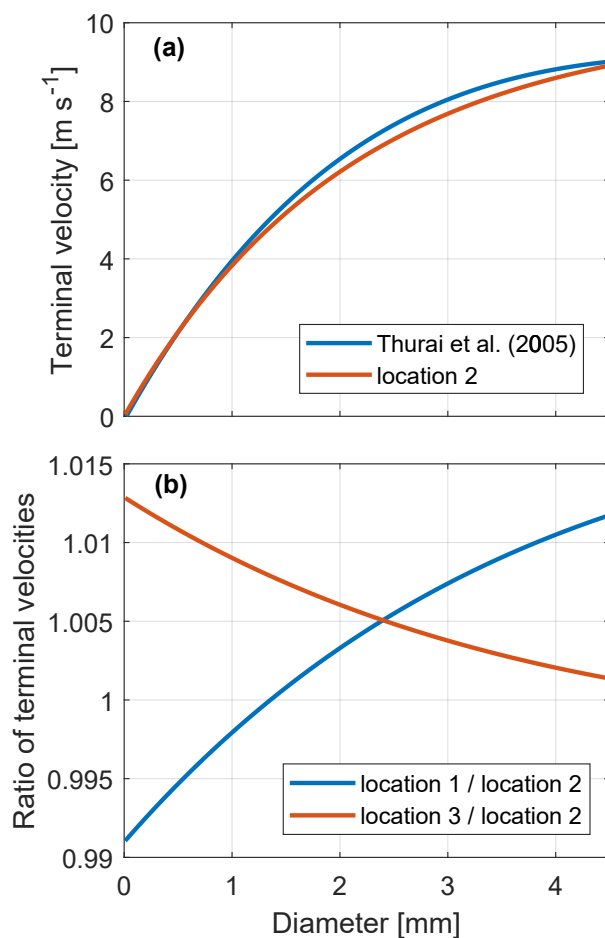 (a)
10
8
6
4
2
0
Terminal velocity [m s⁻¹]
Thurai et al. (2005)
location 2
(b)
1.015
1.01
1.005
1
0.995
0.99
Ratio of terminal velocities
location 1 / location 2
location 3 / location 2
0 1 2 3 4
Diameter [mm]